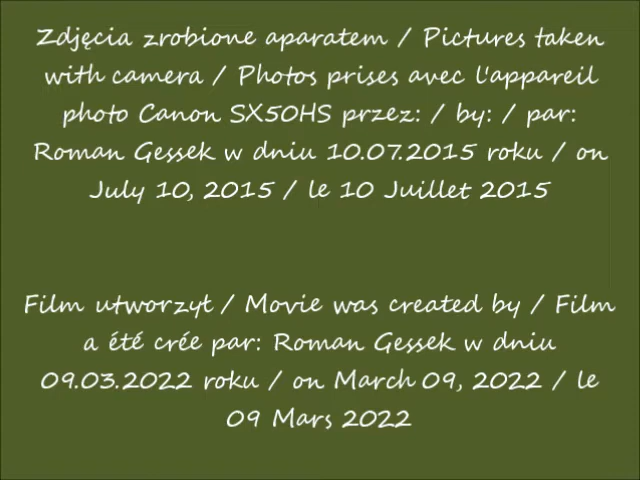 Zdjęcia zrobione aparatem / Pictures taken
with camera / Photos prises avec l'appareil
photo Canon SX50HS przez: / by: / par:
Roman Gessek w dniu 10.07.2015 roku / on
July 10, 2015 / le 10 Juillet 2015
Film utworzył / Movie was created by / Film
a été crée par: Roman Gessek w dniu
09.03.2022 roku / on March 09, 2022 / le
09 Mars 2022